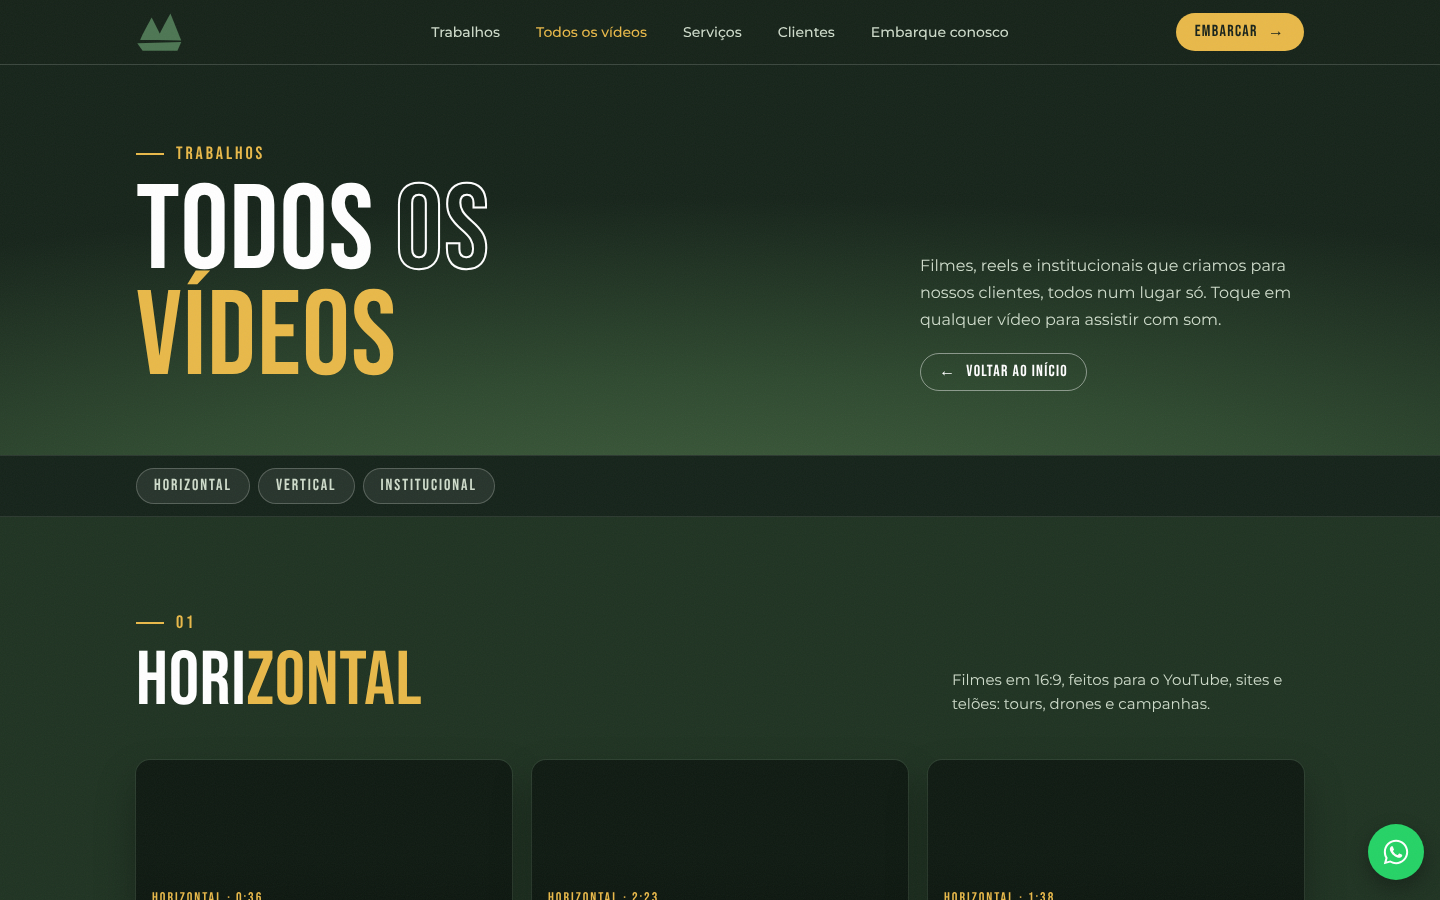 Trabalhos
Todos os vídeos
Serviços
Clientes
Embarque conosco
EMBARCAR →
TRABALHOS
TODOS OS
VÍDEOS
Filmes, reels e institucionais que criamos para
nossos clientes, todos num lugar só. Toque em
qualquer vídeo para assistir com som.
← VOLTAR AO INÍCIO
HORIZONTAL
VERTICAL
INSTITUCIONAL
01
HORIZONTAL
Filmes em 16:9, feitos para o YouTube, sites e
telões: tours, drones e campanhas.
HORIZONTAL · 0:36
HORIZONTAL · 2:23
HORIZONTAL · 1:38